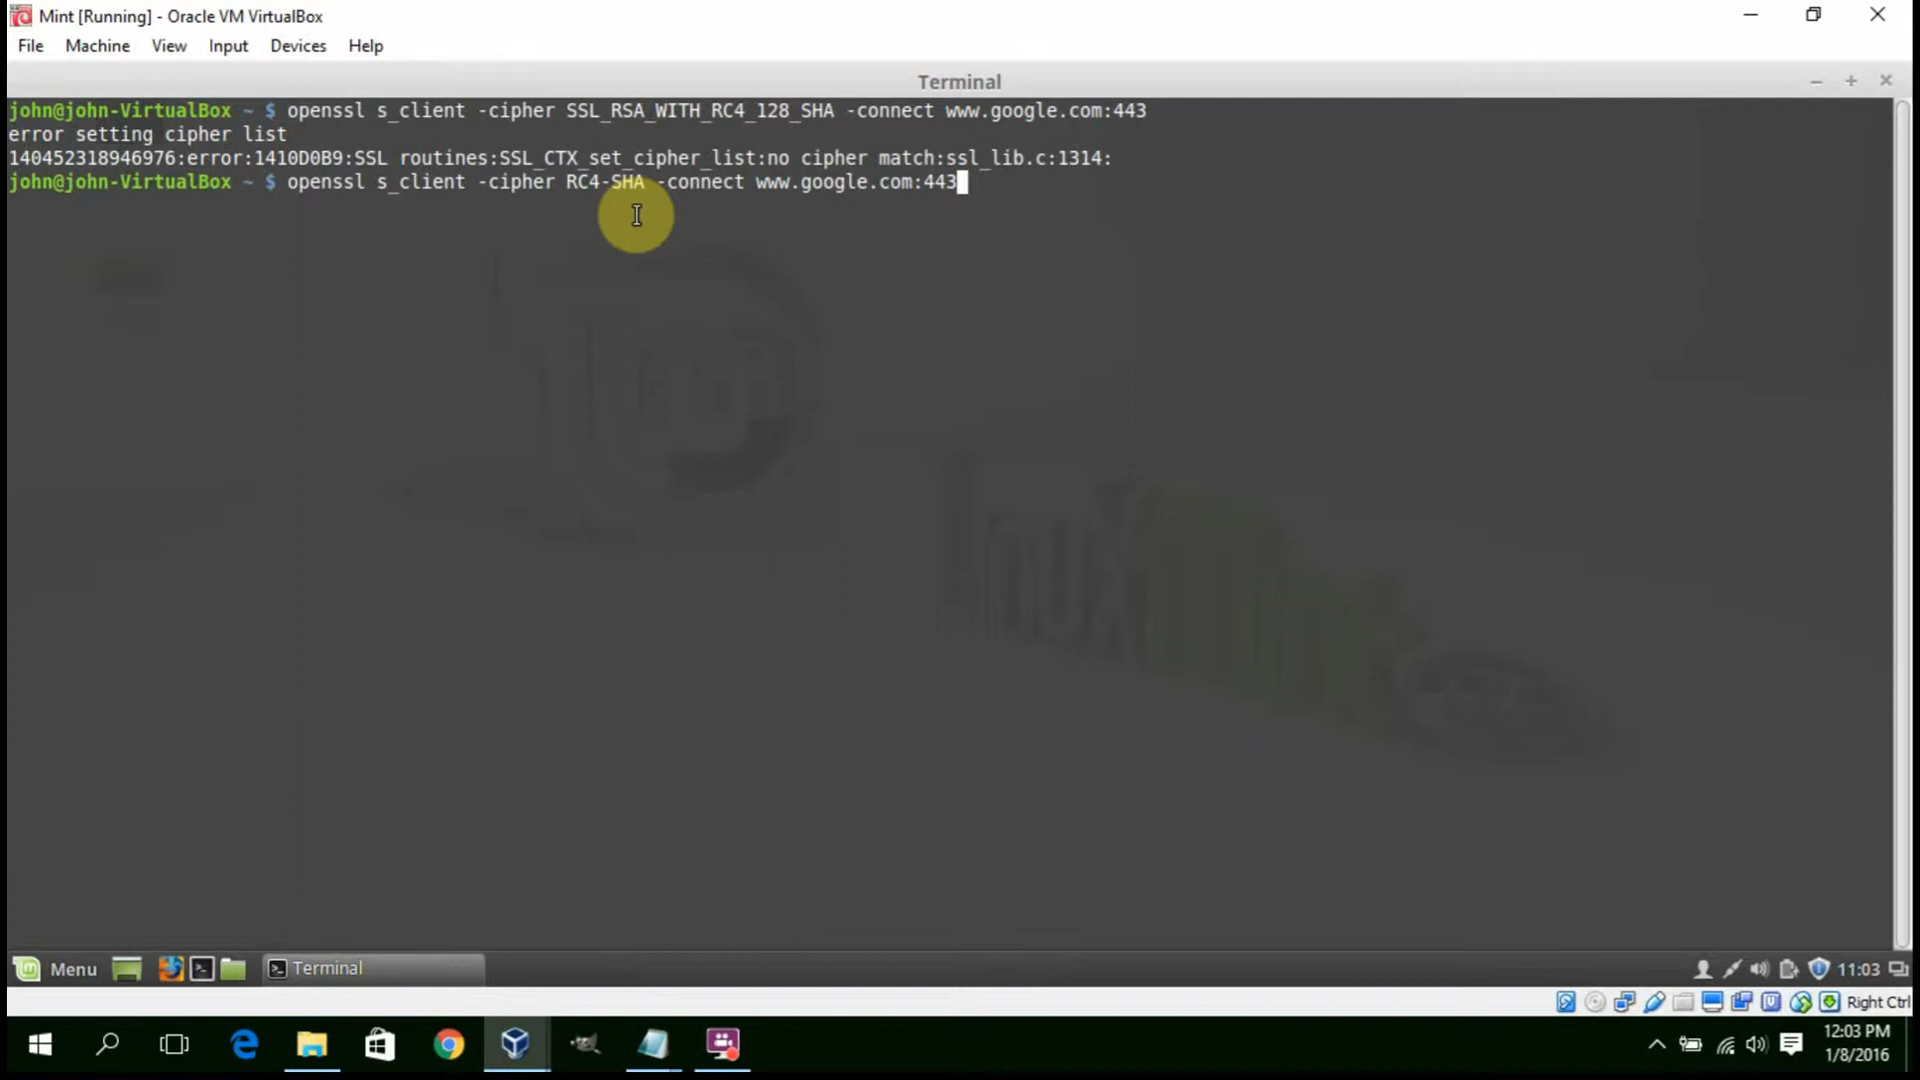 Mint [Running] - Oracle VM VirtualBox
File Machine View Input Devices Help
Terminal
john@john-VirtualBox ~ $ openssl s_client -cipher SSL_RSA_WITH_RC4_128_SHA -connect www.google.com:443
error setting cipher list
140452318946976:error:1410D0B9:SSL routines:SSL_CTX_set_cipher_list:no cipher match:ssl_lib.c:1314:
john@john-VirtualBox ~ $ openssl s_client -cipher RC4-SHA -connect www.google.com:443
Menu Terminal 11:03
Right Ctrl
12:03 PM
1/8/2016